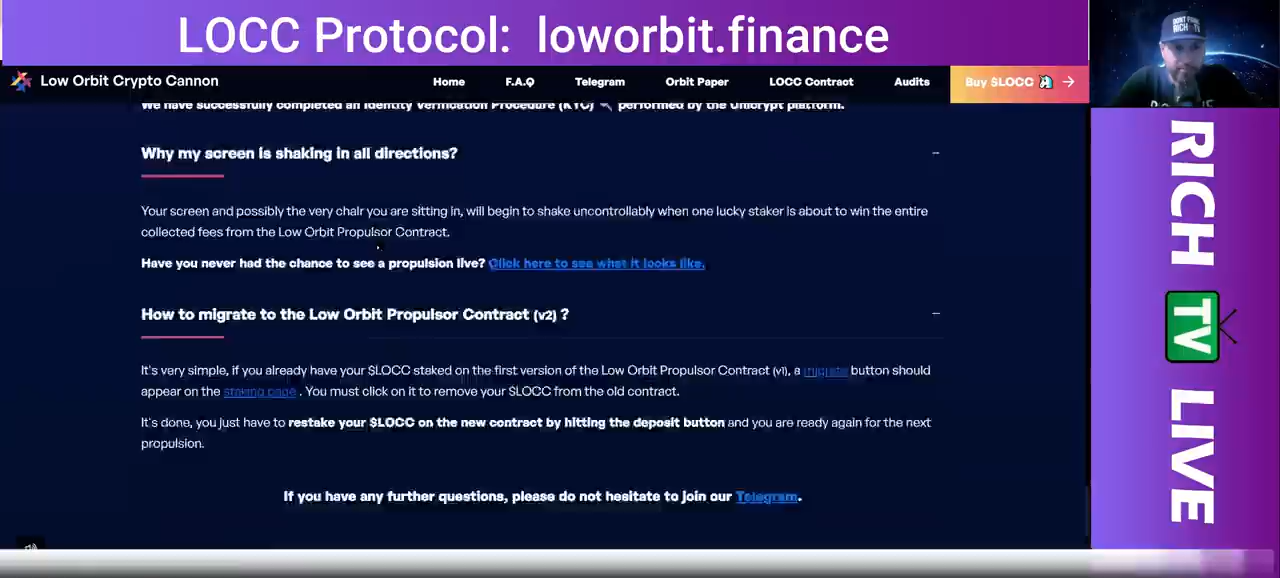 LOCC Protocol: loworbit.finance
Low Orbit Crypto Cannon
Home F.A.Q Telegram Orbit Paper LOCC Contract Audits Buy $LOCC
We have successfully completed an Identity Verification Procedure (KYC) performed by the Unicrypt platform.
Why my screen is shaking in all directions?
Your screen and possibly the very chair you are sitting in, will begin to shake uncontrollably when one lucky staker is about to win the entire
collected fees from the Low Orbit Propulsor Contract.
Have you never had the chance to see a propulsion live? Click here to see what it looks like.
How to migrate to the Low Orbit Propulsor Contract (v2) ?
It's very simple, if you already have your $LOCC staked on the first version of the Low Orbit Propulsor Contract (v1), a migrate button should
appear on the staking page . You must click on it to remove your $LOCC from the old contract.
It's done, you just have to restake your $LOCC on the new contract by hitting the deposit button and you are ready again for the next
propulsion.
If you have any further questions, please do not hesitate to join our Telegram.
RICH TV LIVE